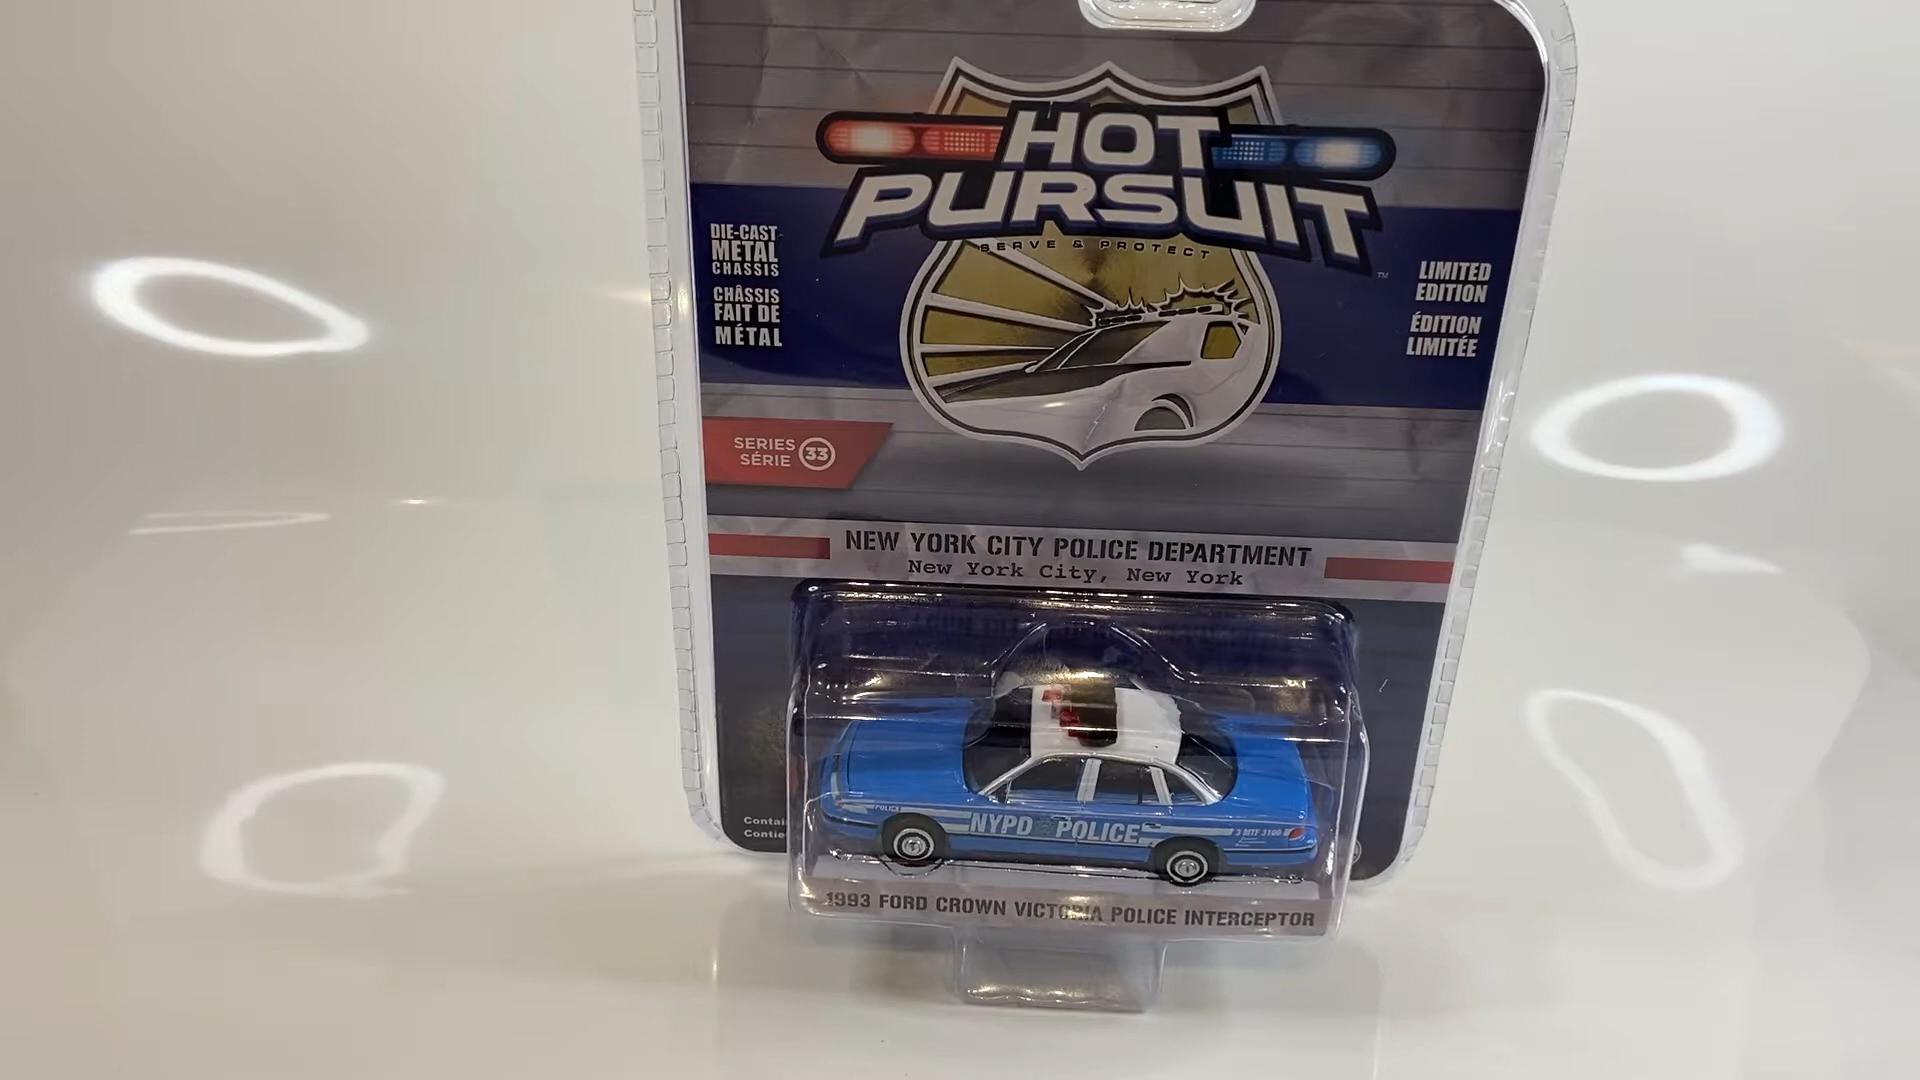 HOT
PURSUIT
TM
SERVE & PROTECT
DIE-CAST
METAL
CHASSIS
CHÂSSIS
FAIT DE
MÉTAL
LIMITED
EDITION
ÉDITION
LIMITÉE
SERIES
SÉRIE
33
NEW YORK CITY POLICE DEPARTMENT
New York City, New York
POLICE
NYPD POLICE
3 MTF 3100
1993 FORD CROWN VICTORIA POLICE INTERCEPTOR